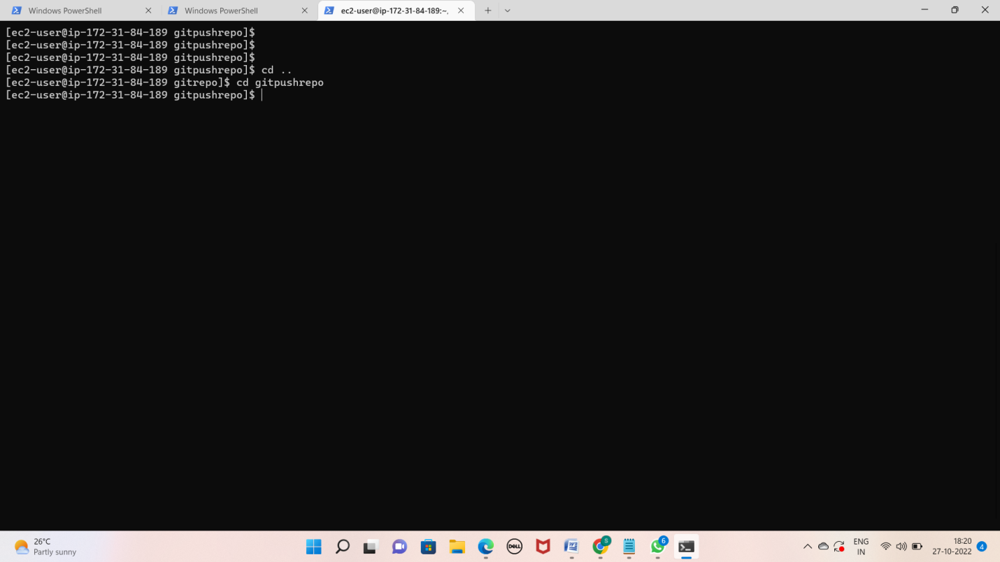 Windows PowerShell
Windows PowerShell
ec2-user@ip-172-31-84-189:~,
[ec2-user@ip-172-31-84-189 gitpushrepo]$
[ec2-user@ip-172-31-84-189 gitpushrepo]$
[ec2-user@ip-172-31-84-189 gitpushrepo]$
[ec2-user@ip-172-31-84-189 gitpushrepo]$ cd ..
[ec2-user@ip-172-31-84-189 gitrepo]$ cd gitpushrepo
[ec2-user@ip-172-31-84-189 gitpushrepo]$
26°C
Partly sunny
DELL
W
S
6
ENG
IN
18:20
27-10-2022
4